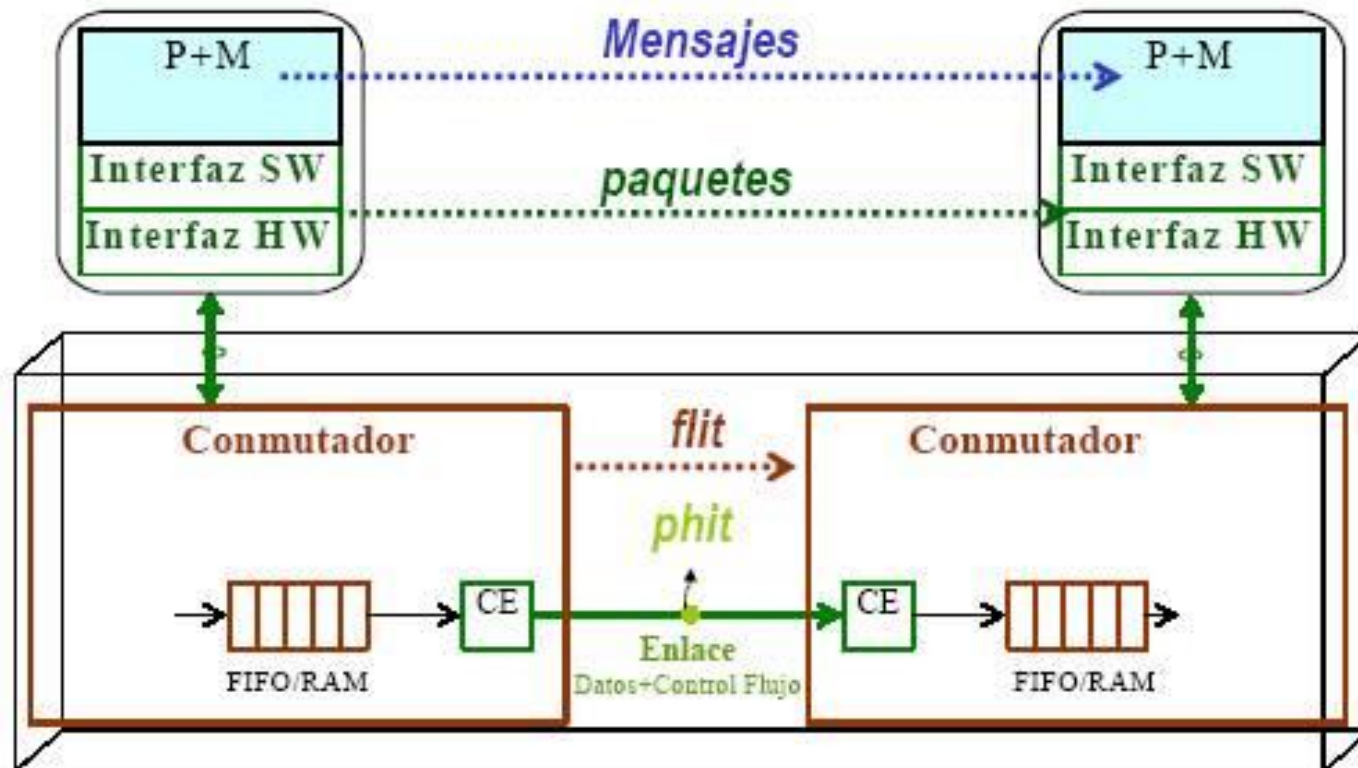 Mensajes
P+M
P+M
Interfaz SW
paquetes
Interfaz SW
Interfaz HW
Interfaz HW
Conmutador
flit
Conmutador
phit
CE
CE
Enlace
FIFO/RAM
Datos+Control Flujo
FIFO/RAM